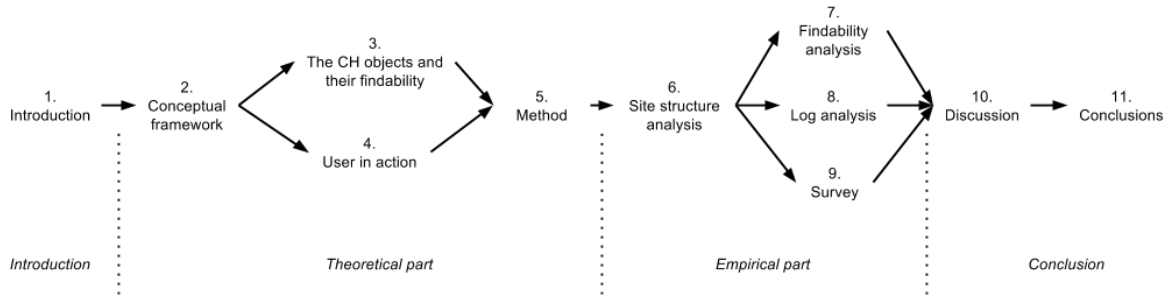 1.
Introduction
2.
Conceptual
framework
3.
The CH objects and
their findability
4.
User in action
5.
Method
6.
Site structure
analysis
7.
Findability
analysis
8.
Log analysis
9.
Survey
10.
Discussion
11.
Conclusions
Introduction
Theoretical part
Empirical part
Conclusion